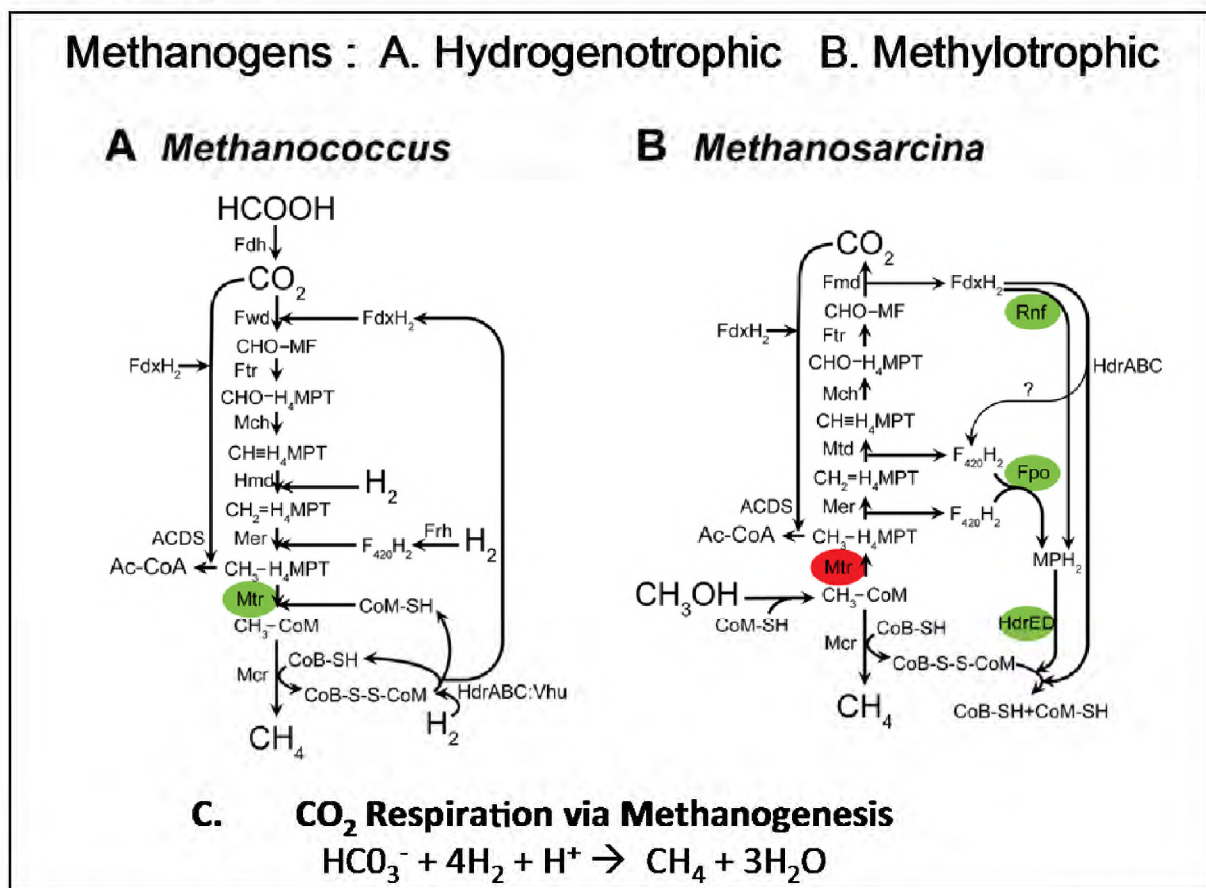 Methanogens : A. Hydrogenotrophic B. Methylotrophic
A Methanococcus
HCOOH
Fdh
CO2
Fwd
FdxH2
CHO–MF
FdxH2
Ftr
CHO–H4MPT
Mch
CH≡H4MPT
Hmd
H2
CH2=H4MPT
ACDS
Mer
F420H2
Frh
H2
Ac-CoA
CH3–H4MPT
Mtr
CoM-SH
CH3–CoM
Mcr
CoB-SH
CoB-S-S-CoM
HdrABC:Vhu
H2
CH4
B Methanosarcina
CO2
Fmd
FdxH2
Rnf
CHO–MF
FdxH2
Ftr
CHO–H4MPT
HdrABC
Mch
?
CH≡H4MPT
Mtd
F420H2
Fpo
CH2=H4MPT
ACDS
Mer
F420H2
Ac-CoA
CH3–H4MPT
MPH2
Mtr
CH3OH
CH3–CoM
CoM-SH
HdrED
CoB-SH
Mcr
CoB-S-S-CoM
CoB-SH+CoM-SH
CH4
C. CO2 Respiration via Methanogenesis
HC03- + 4H2 + H+ → CH4 + 3H2O